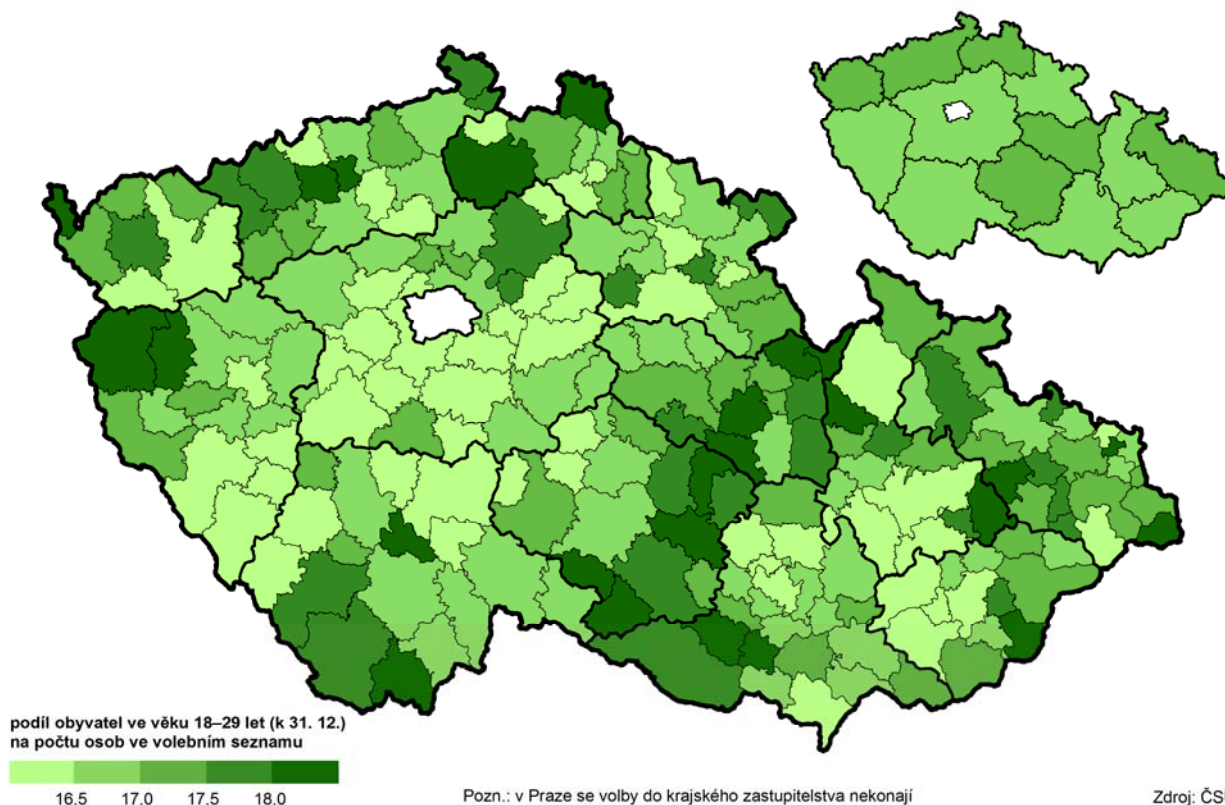 podíl obyvatel ve věku 18–29 let (k 31. 12.)
na počtu osob ve volebním seznamu
16.5 17.0 17.5 18.0
Pozn.: v Praze se volby do krajského zastupitelstva nekonají
Zdroj: ČS